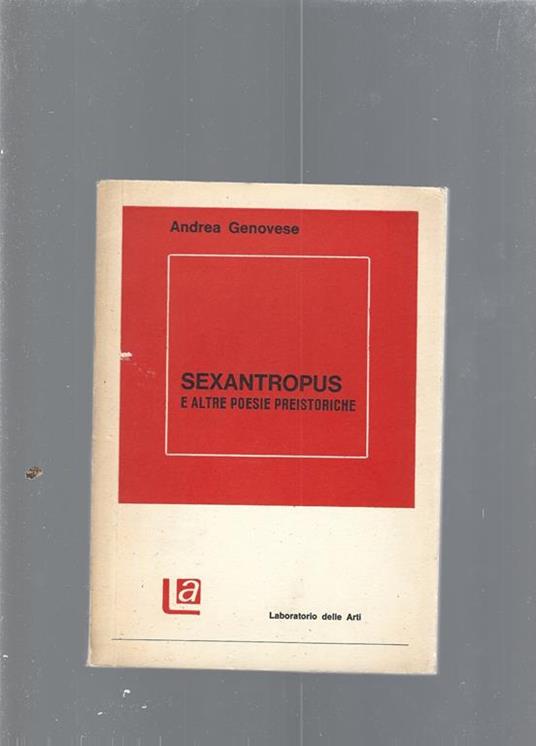 Andrea Genovese
SEXANTROPUS
E ALTRE POESIE PREISTORICHE
La
Laboratorio delle Arti